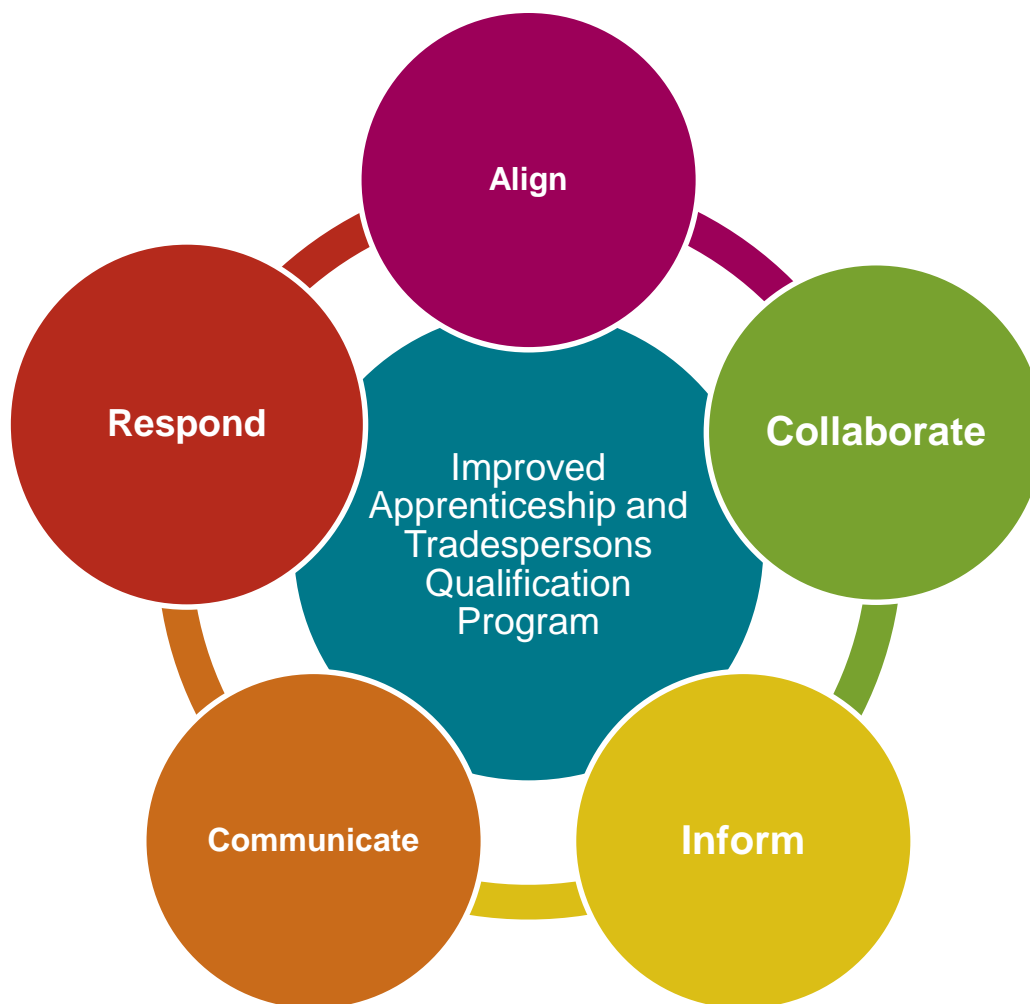 Align
Collaborate
Respond
Improved
Apprenticeship and
Tradespersons
Qualification
Program
Inform
Communicate